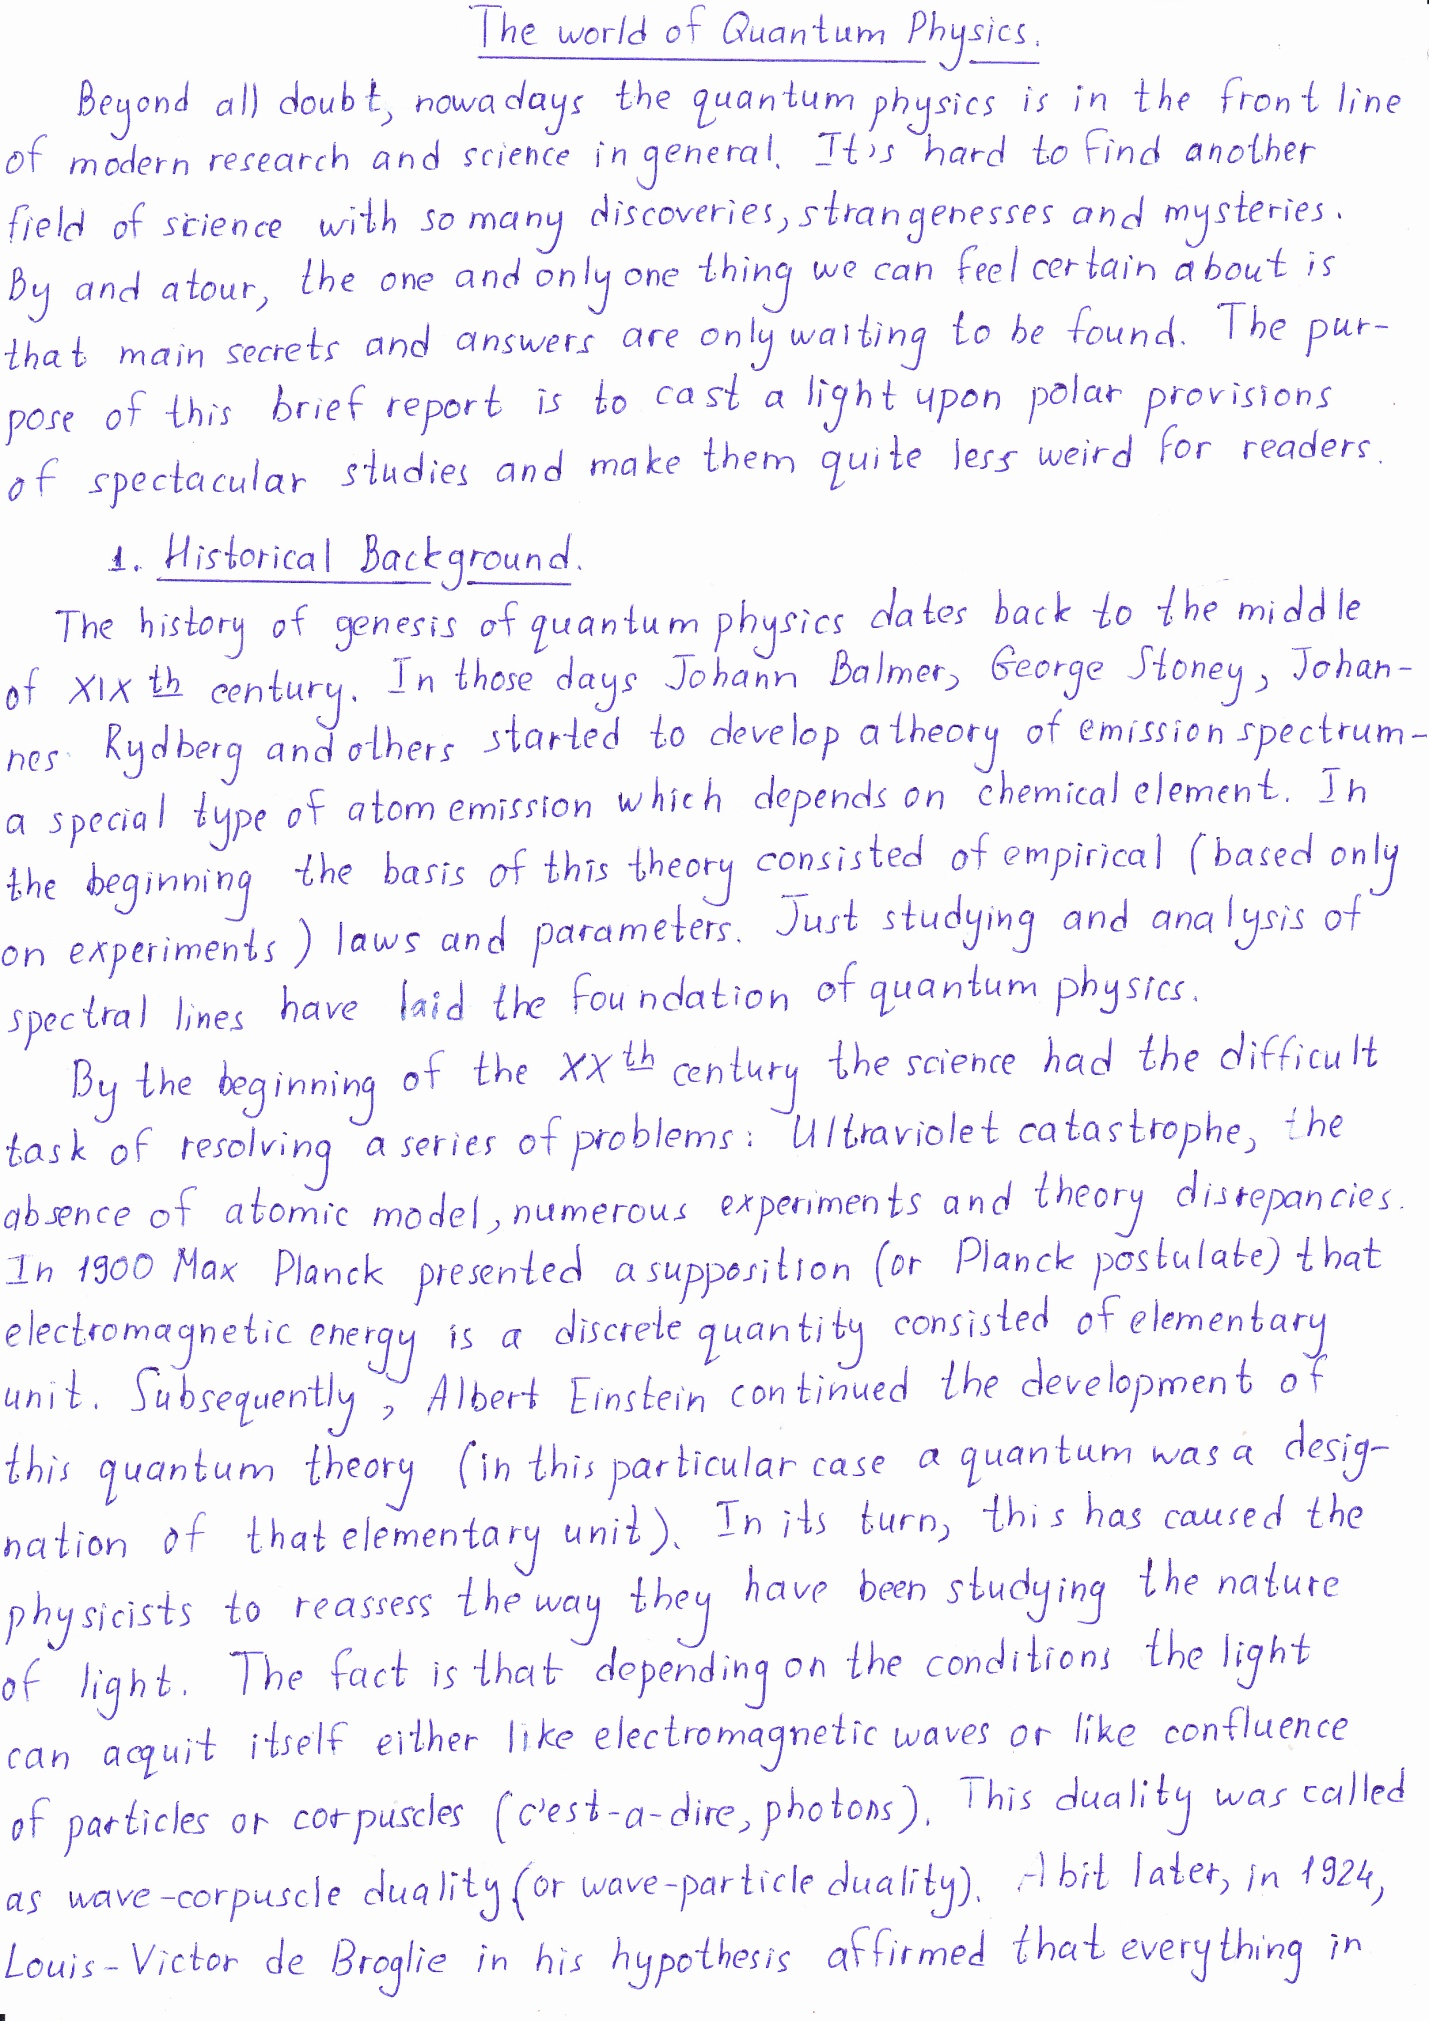 The world of Quantum Physics.
Beyond all doubt, nowadays the quantum physics is in the front line
of modern research and science in general. It's hard to find another
field of science with so many discoveries, strangenesses and mysteries.
By and atour, the one and only one thing we can feel certain about is
that main secrets and answers are only waiting to be found. The pur-
pose of this brief report is to cast a light upon polar provisions
of spectacular studies and make them quite less weird for readers.
1. Historical Background.
The history of genesis of quantum physics dates back to the middle
of XIX th century. In those days Johann Balmer, George Stoney, Johan-
nes Rydberg and others started to develop a theory of emission spectrum-
a special type of atom emission which depends on chemical element. In
the beginning the basis of this theory consisted of empirical (based only
on experiments) laws and parameters. Just studying and analysis of
spectral lines have laid the foundation of quantum physics.
By the beginning of the XX th century the science had the difficult
task of resolving a series of problems: Ultraviolet catastrophe, the
absence of atomic model, numerous experiments and theory discrepancies.
In 1900 Max Planck presented a supposition (or Planck postulate) that
electromagnetic energy is a discrete quantity consisted of elementary
unit. Subsequently, Albert Einstein continued the development of
this quantum theory (in this particular case a quantum was a desig-
nation of that elementary unit). In its turn, this has caused the
physicists to reassess the way they have been studying the nature
of light. The fact is that depending on the conditions the light
can acquit itself either like electromagnetic waves or like confluence
of particles or corpuscles (c'est-a-dire, photons). This duality was called
as wave-corpuscle duality (or wave-particle duality). A bit later, in 1924,
Louis-Victor de Broglie in his hypothesis affirmed that everything in